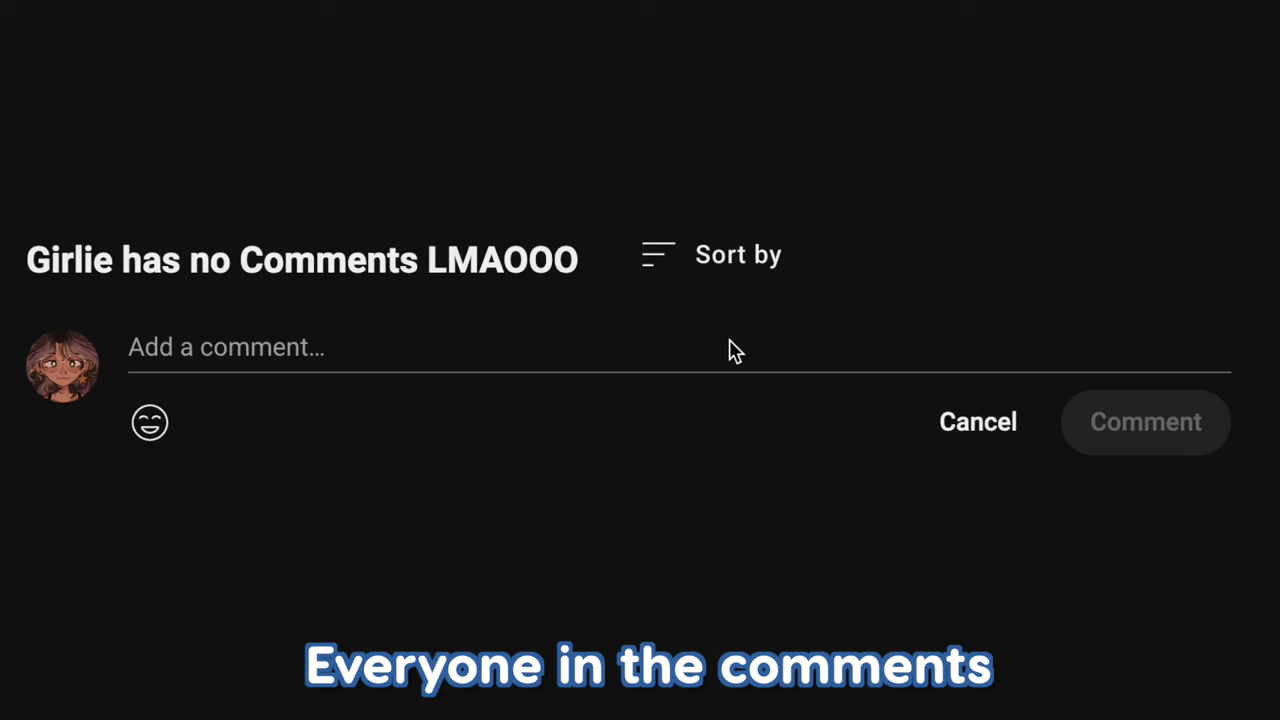 Girlie has no Comments LMAOOO
Sort by
Add a comment...
Cancel
Comment
Everyone in the comments